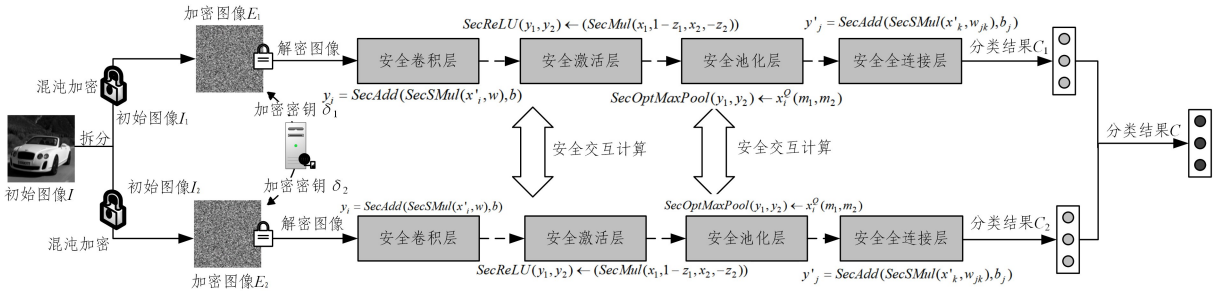 加密图像E₁
SecReLU(y₁, y₂) ← (SecMul(x₁,1−z₁,x₂,−z₂))
y'ⱼ = SecAdd(SecSMul(x'ₖ,wⱼₖ),bⱼ)
解密图像
安全卷积层
安全激活层
安全池化层
安全全连接层
分类结果C₁
混沌加密
yᵢ = SecAdd(SecSMul(x'ᵢ,w),b)
SecOptMaxPool(y₁,y₂) ← xᵢ^Q(m₁,m₂)
加密密钥 δ₁
初始图像I₁
拆分
安全交互计算
安全交互计算
分类结果C
初始图像I
加密密钥 δ₂
初始图像I₂
yᵢ = SecAdd(SecSMul(x'ᵢ,w),b)
SecOptMaxPool(y₁,y₂) ← xᵢ^Q(m₁,m₂)
混沌加密
解密图像
安全卷积层
安全激活层
安全池化层
安全全连接层
分类结果C₂
加密图像E₂
SecReLU(y₁, y₂) ← (SecMul(x₁,1−z₁,x₂,−z₂))
y'ⱼ = SecAdd(SecSMul(x'ₖ,wⱼₖ),bⱼ)